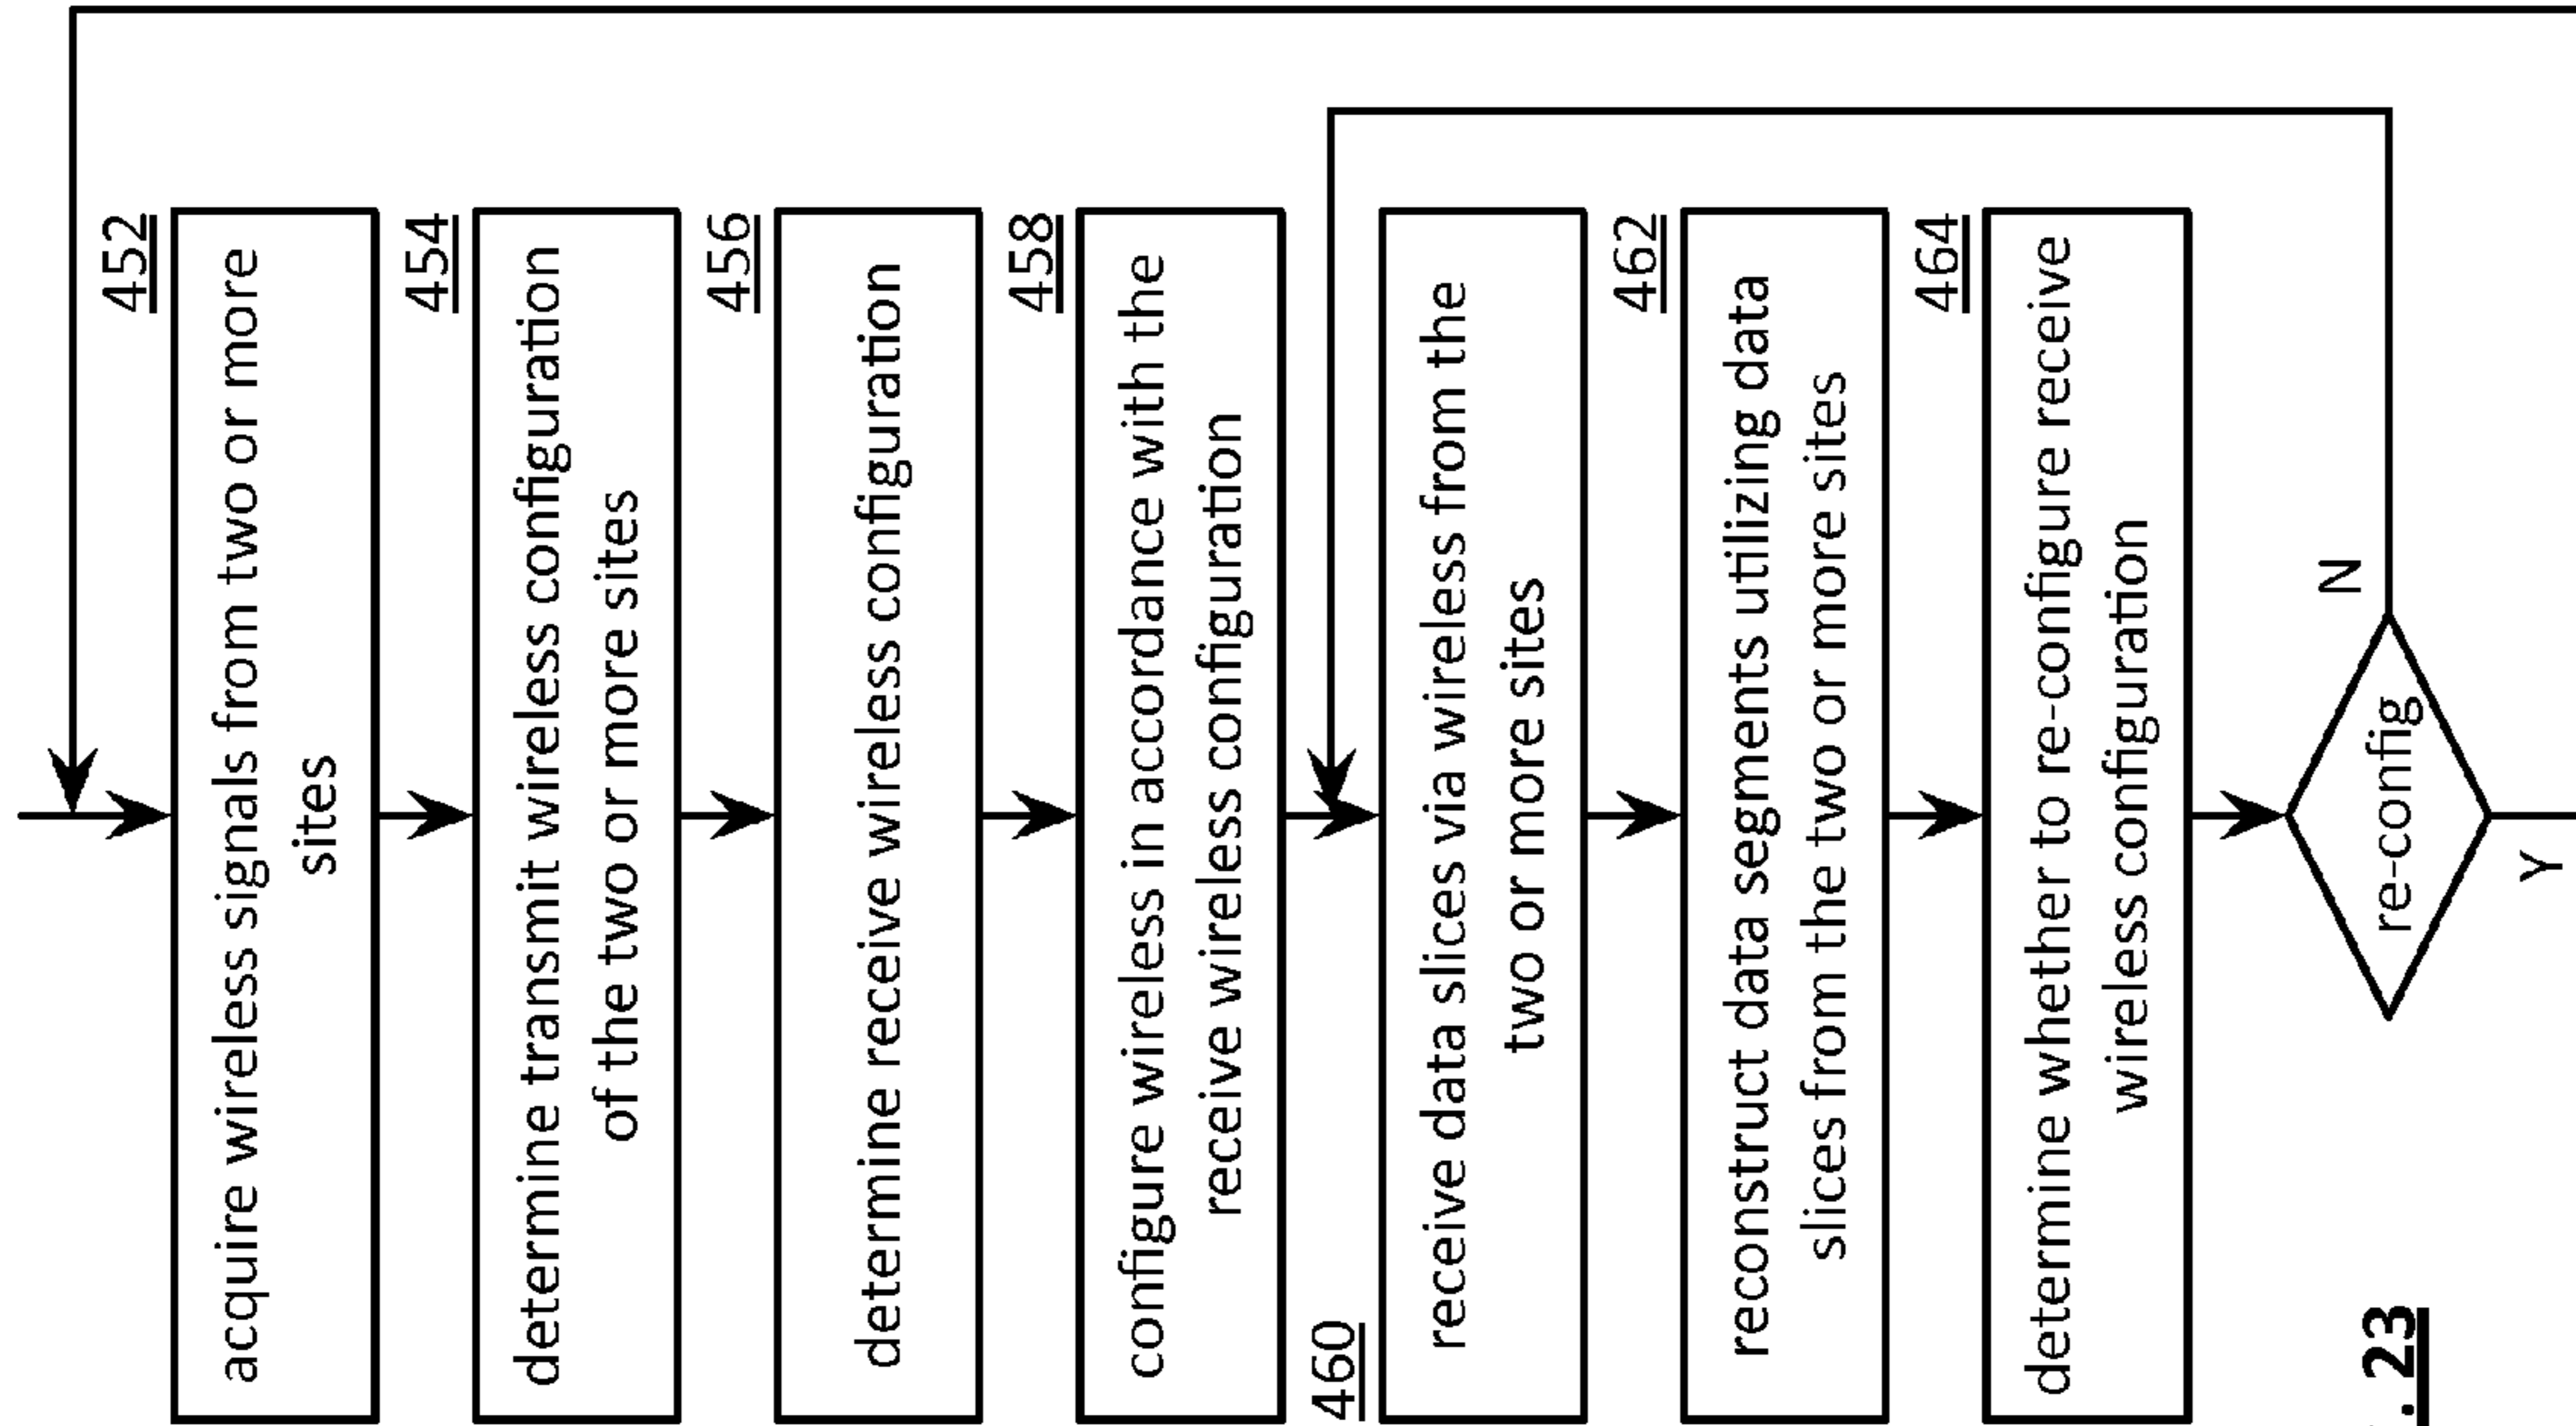 452
acquire wireless signals from two or more
sites
454
determine transmit wireless configuration
of the two or more sites
456
determine receive wireless configuration
458
configure wireless in accordance with the
receive wireless configuration
460
receive data slices via wireless from the
two or more sites
462
reconstruct data segments utilizing data
slices from the two or more sites
464
determine whether to re-configure receive
wireless configuration
re-config
N
Y
. 23